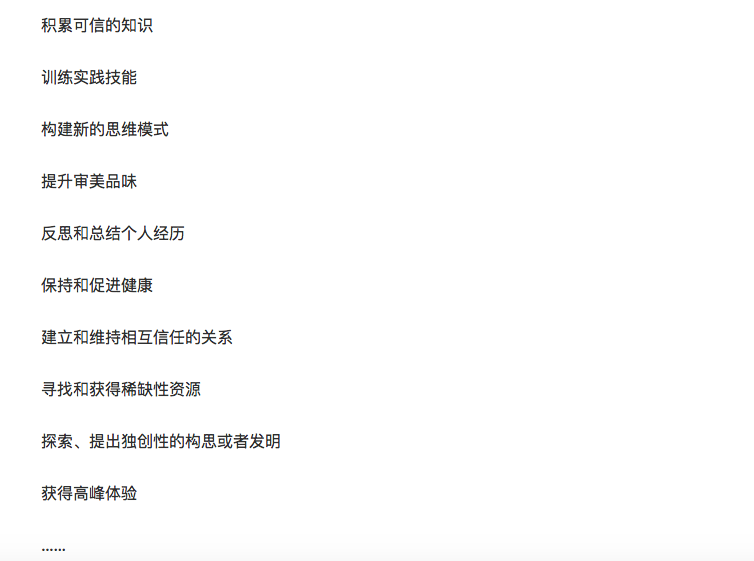 积累可信的知识
训练实践技能
构建新的思维模式
提升审美品味
反思和总结个人经历
保持和促进健康
建立和维持相互信任的关系
寻找和获得稀缺性资源
探索、提出独创性的构思或者发明
获得高峰体验
……